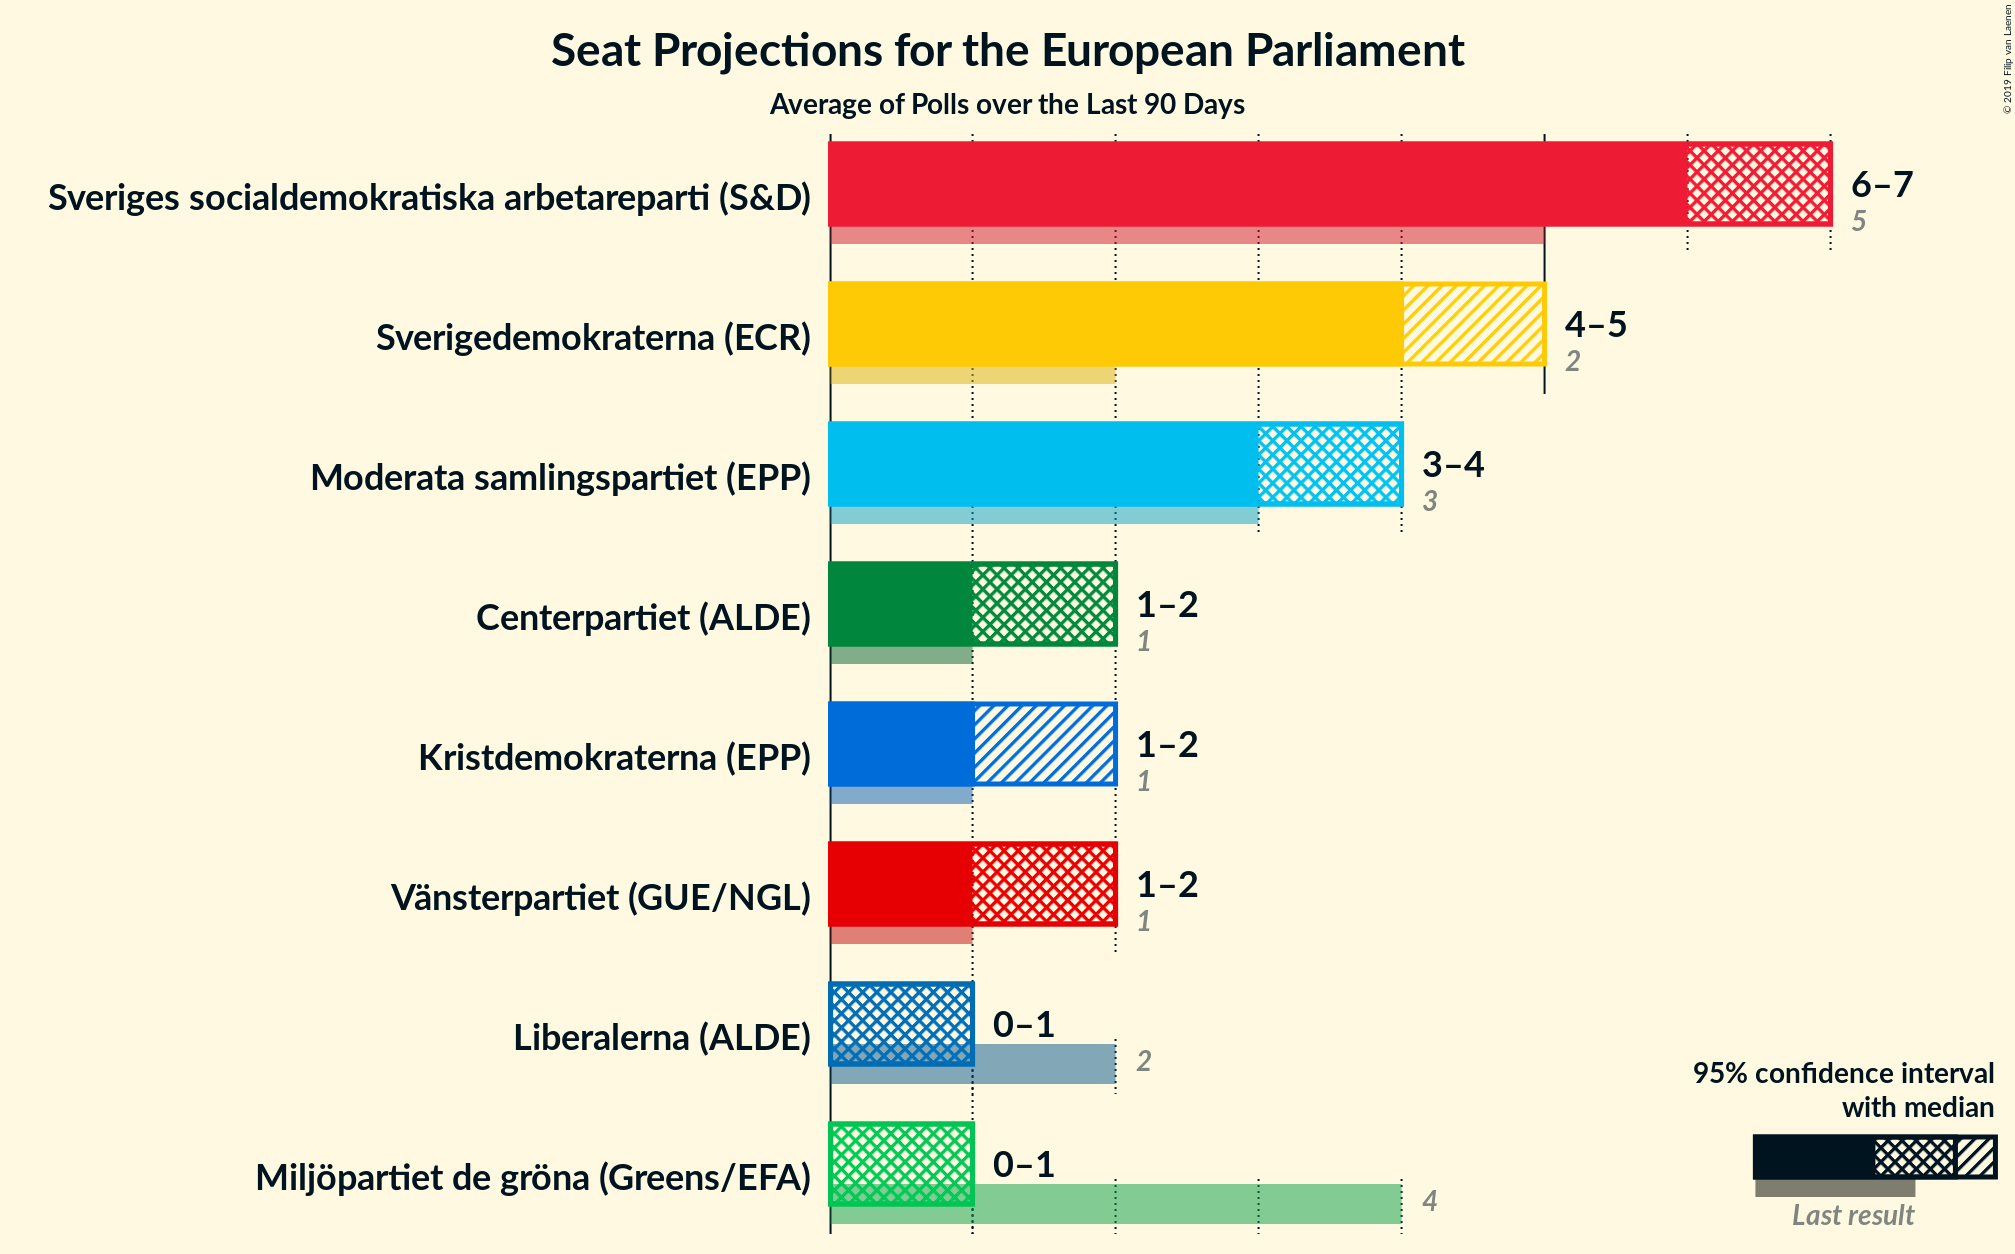 Seat Projections for the European Parliament
Average of Polls over the Last 90 Days
© 2019 Filip van Laenen
Sveriges socialdemokratiska arbetareparti (S&D)
6–7
5
Sverigedemokraterna (ECR)
4–5
2
Moderata samlingspartiet (EPP)
3–4
3
Centerpartiet (ALDE)
1–2
1
Kristdemokraterna (EPP)
1–2
1
Vänsterpartiet (GUE/NGL)
1–2
1
Liberalerna (ALDE)
0–1
2
Miljöpartiet de gröna (Greens/EFA)
0–1
4
95% confidence interval
with median
Last result